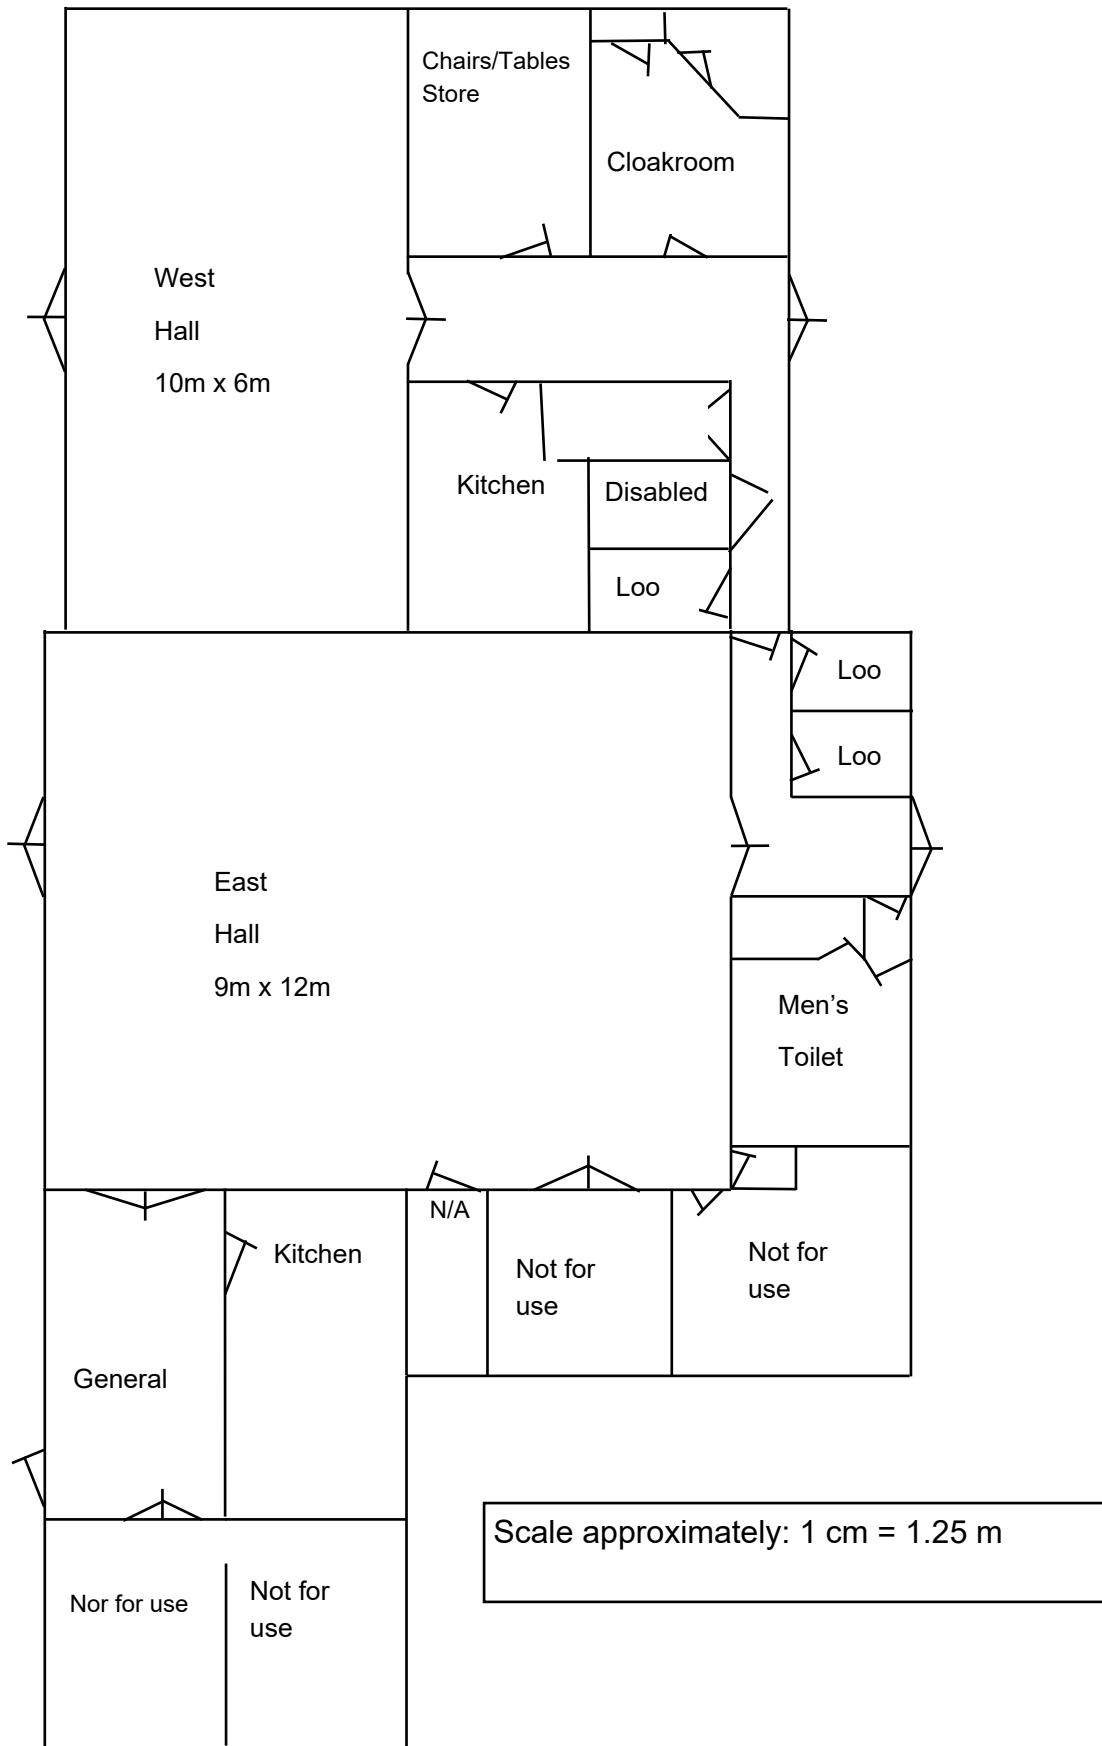 Chairs/Tables
Store
Cloakroom
West
Hall
10m x 6m
Kitchen
Disabled
Loo
Loo
Loo
East
Hall
9m x 12m
Men’s
Toilet
N/A
Kitchen
Not for
use
Not for
use
General
Scale approximately: 1 cm = 1.25 m
Nor for use
Not for
use